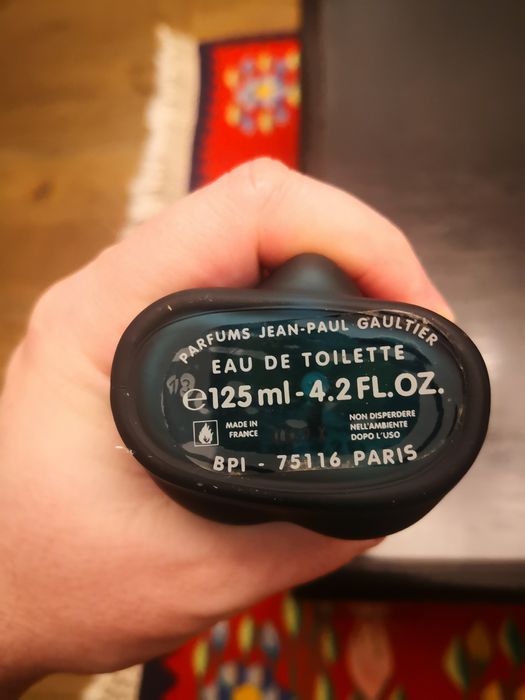 PARFUMS JEAN-PAUL GAULTIER
EAU DE TOILETTE
℮125 ml - 4.2 FL.OZ.
MADE IN
FRANCE
NON DISPERDERE
NELL'AMBIENTE
DOPO L'USO
BPI - 75116 PARIS